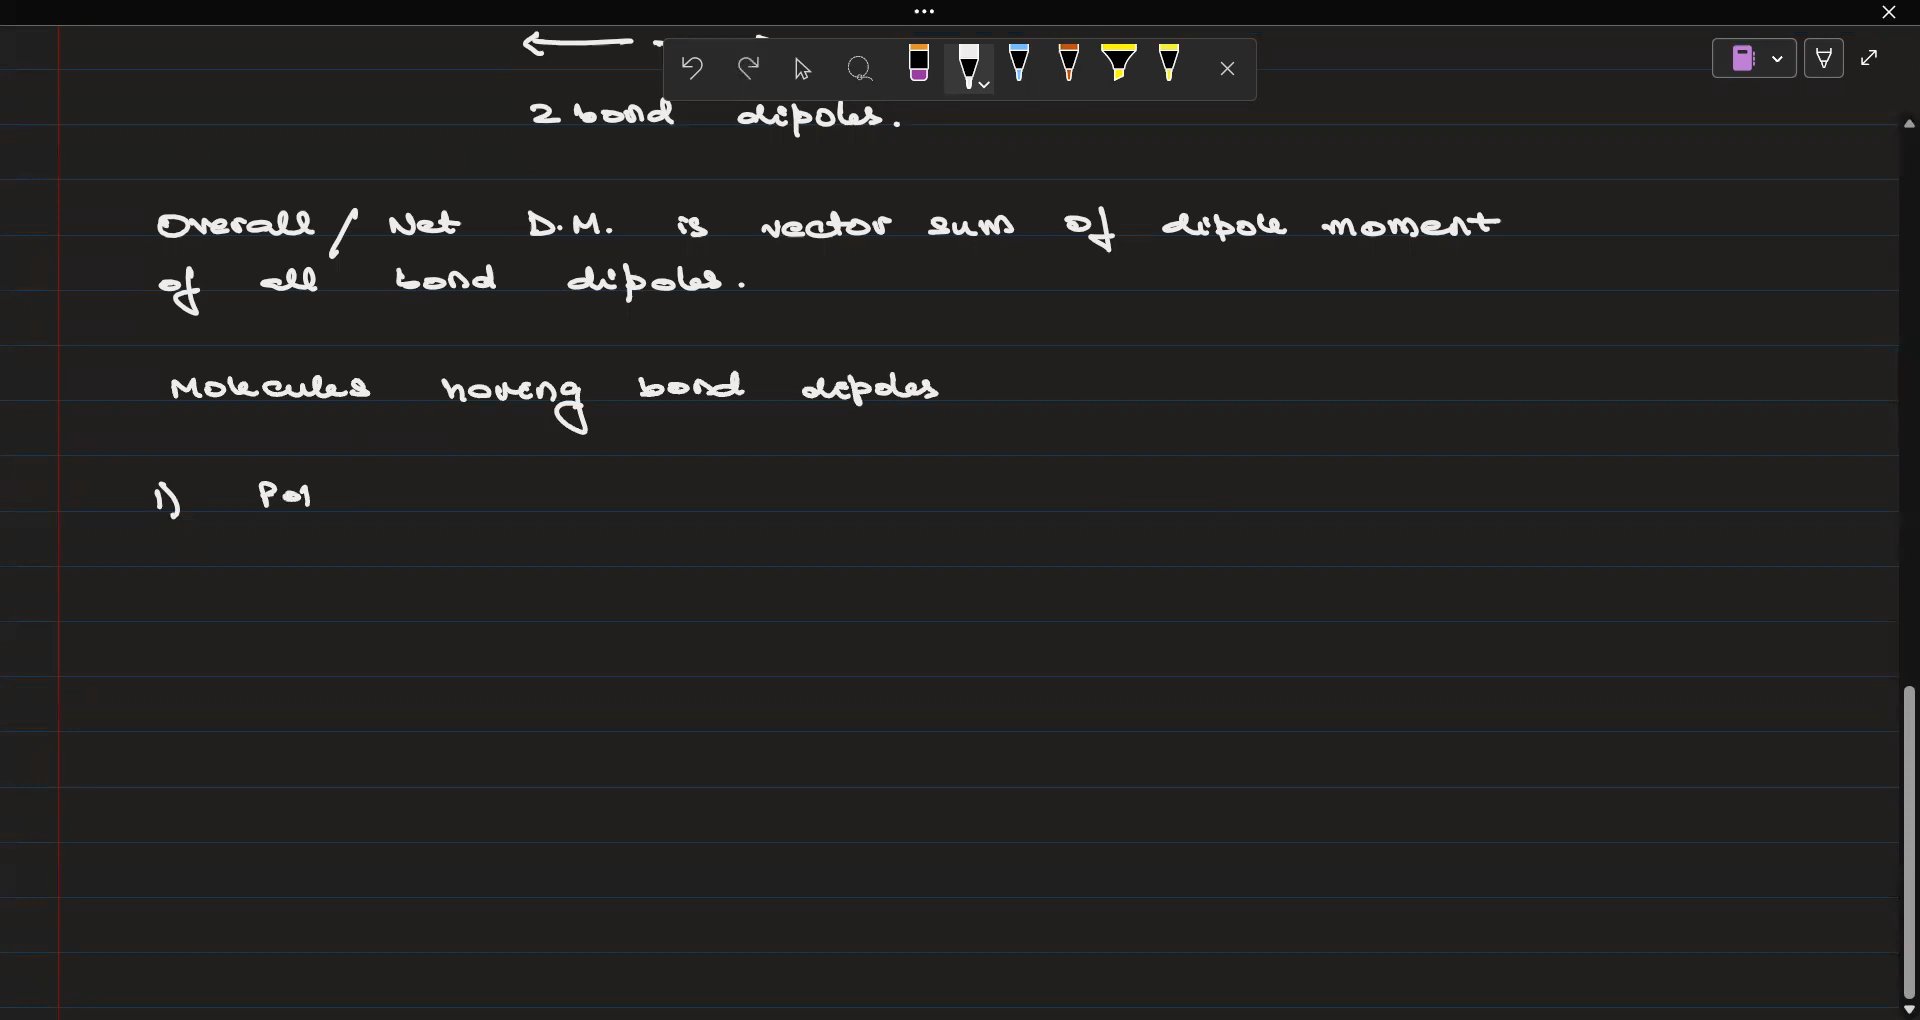 2 bond dipoles.
Overall / Net D.M. is vector sum of dipole moment
of all bond dipoles.
Molecules having bond dipoles
1) Pol